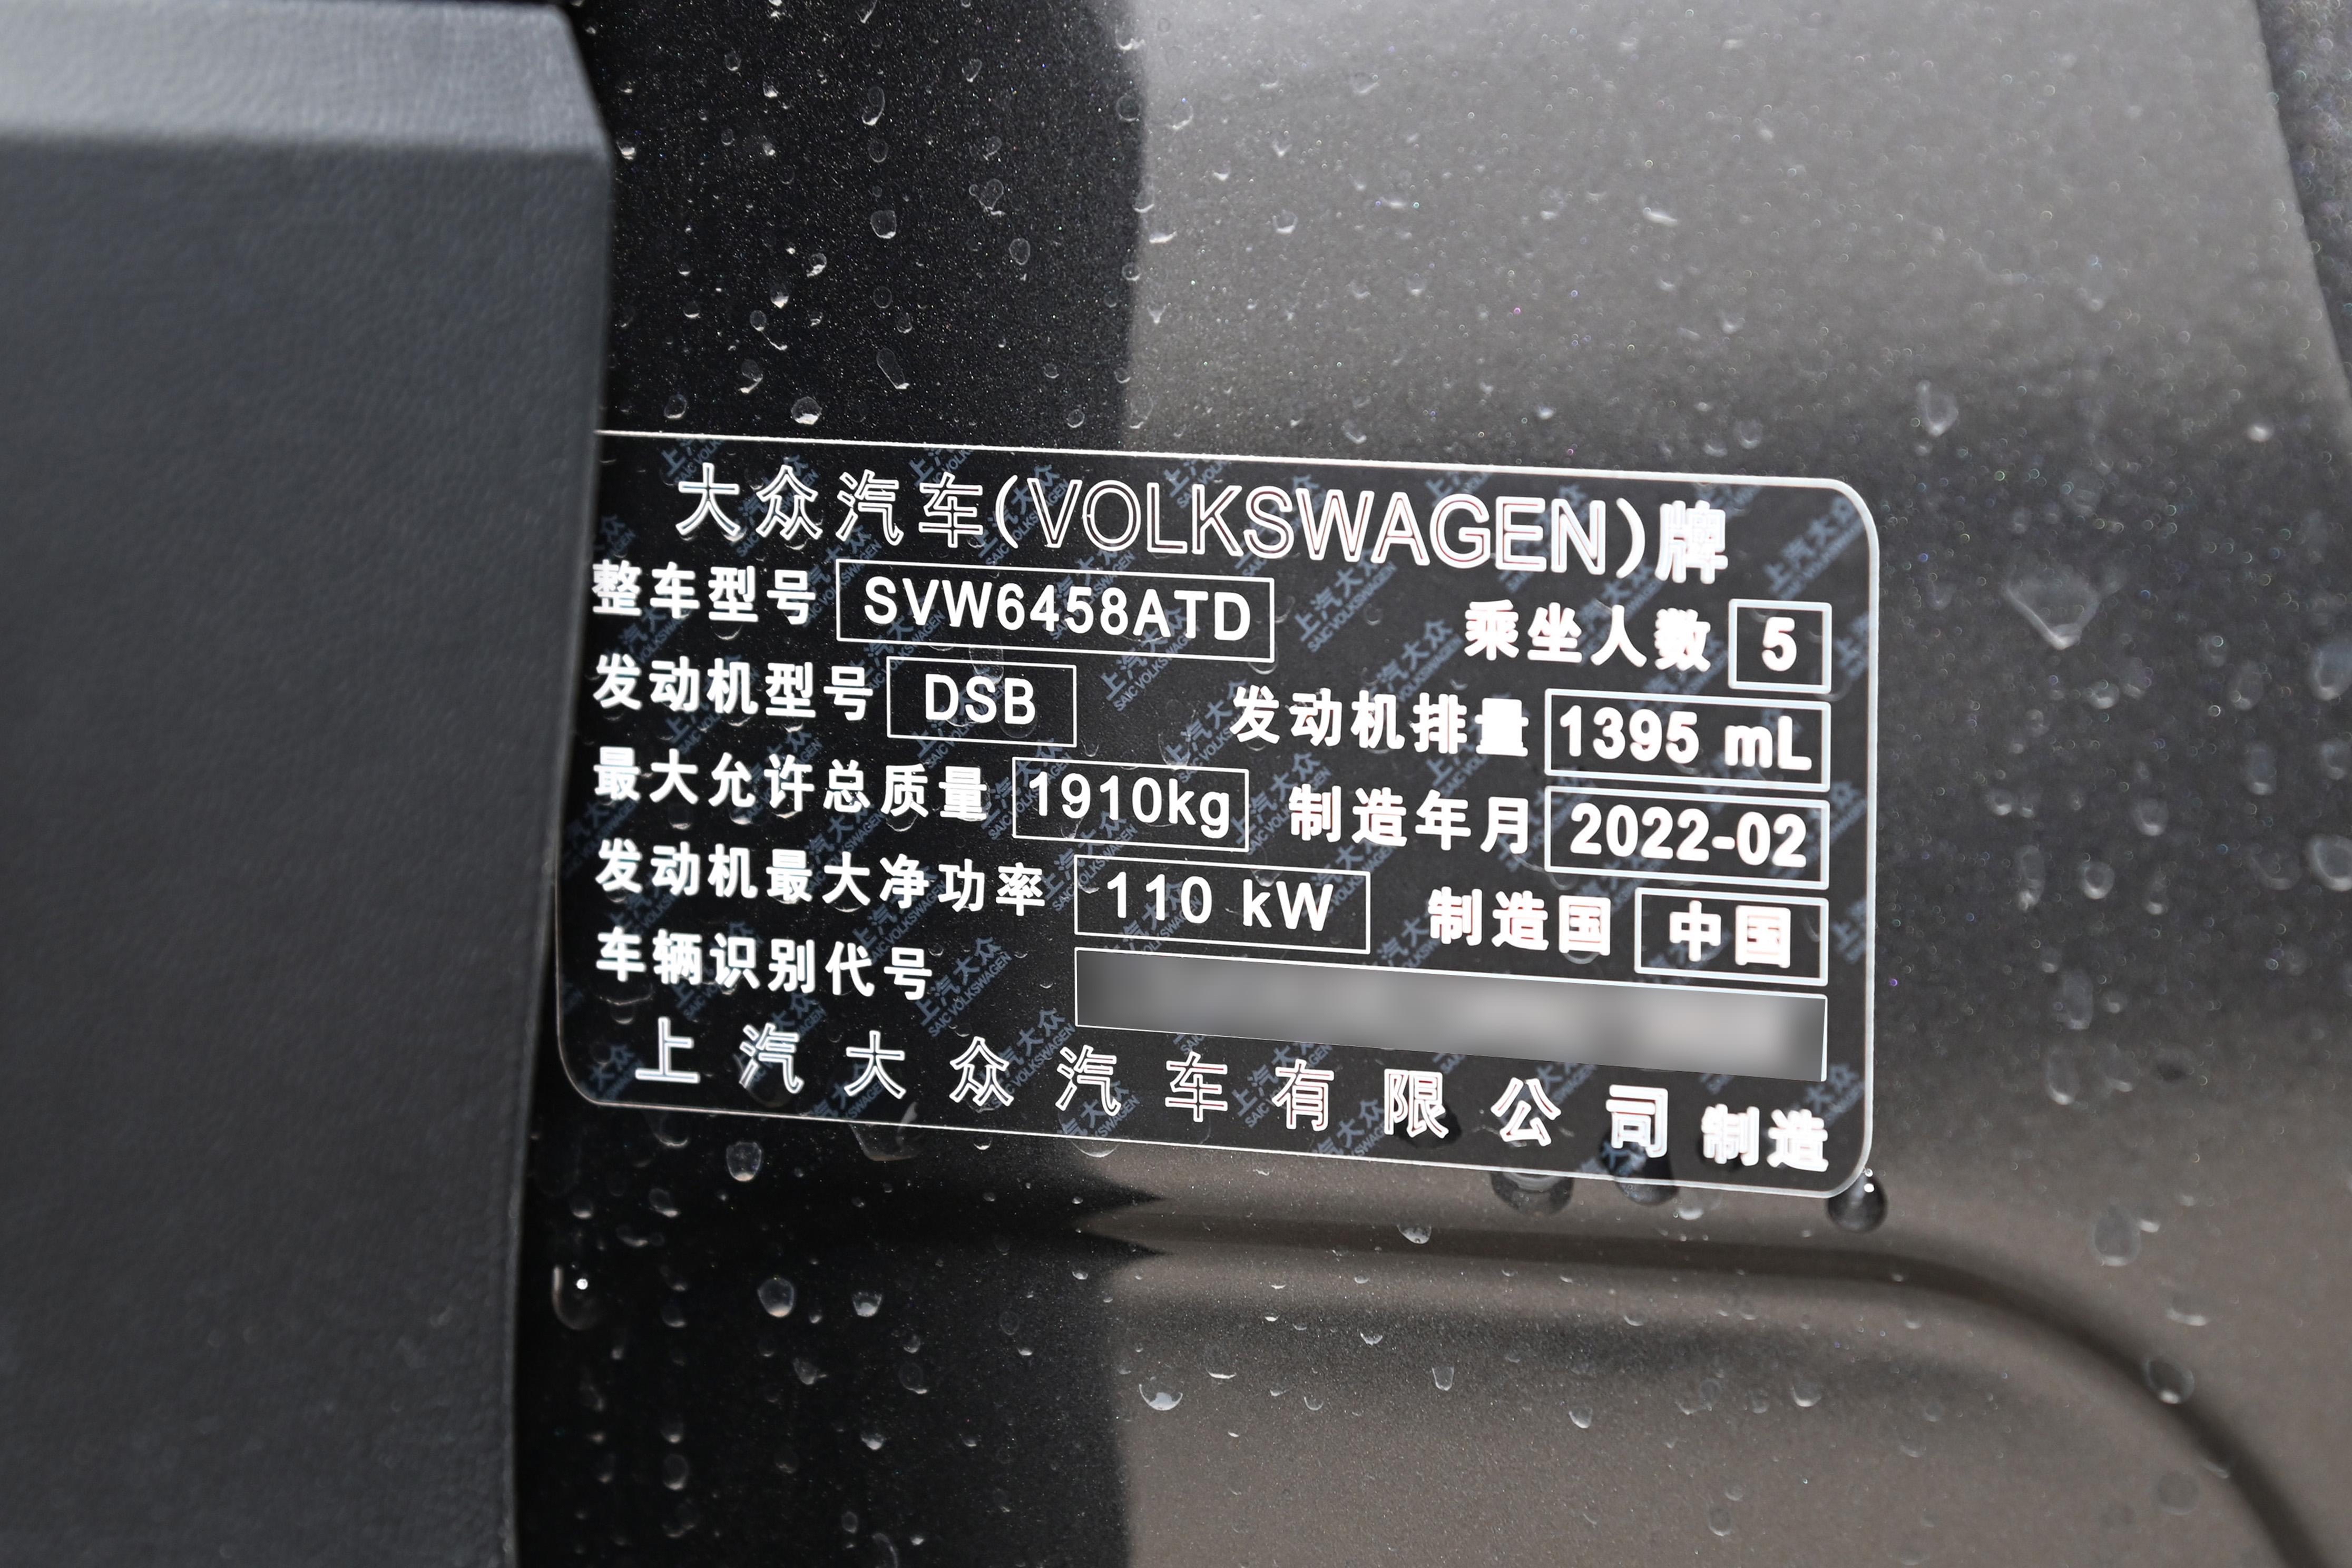 大众汽车(VOLKSWAGEN)牌
整车型号 SVW6458ATD 乘坐人数 5
发动机型号 DSB 发动机排量 1395 mL
最大允许总质量 1910kg 制造年月 2022-02
发动机最大净功率 110 kW 制造国 中国
车辆识别代号
上汽大众汽车有限公司 制造